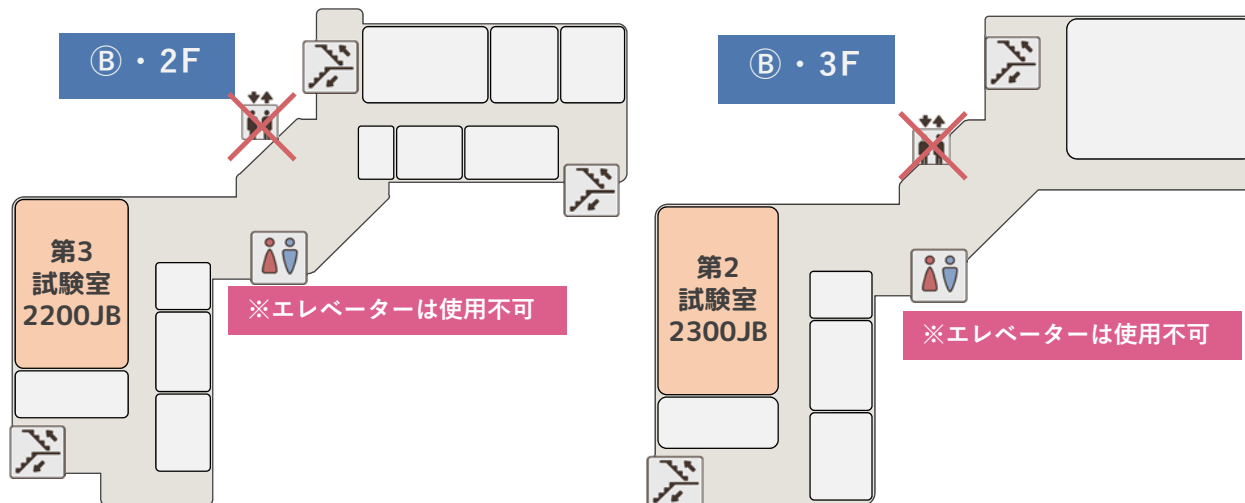 Ⓑ・2F
第3
試験室
2200JB
※エレベーターは使用不可
Ⓑ・3F
第2
試験室
2300JB
※エレベーターは使用不可